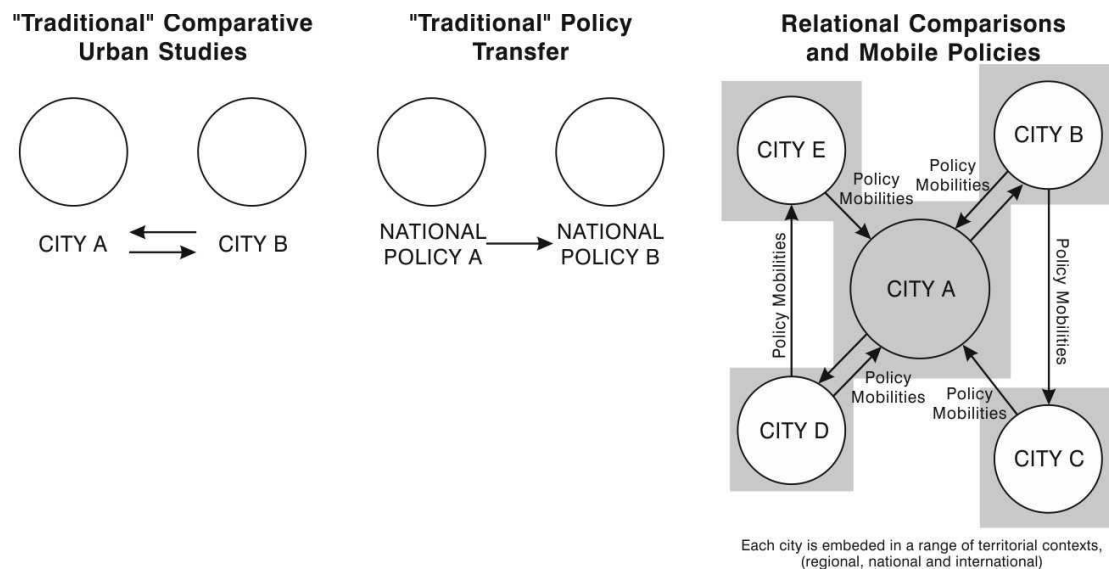 "Traditional" Comparative
Urban Studies
CITY A
CITY B
"Traditional" Policy
Transfer
NATIONAL
POLICY A
NATIONAL
POLICY B
Relational Comparisons
and Mobile Policies
CITY E
CITY B
Policy
Mobilities
Policy
Mobilities
Policy Mobilities
CITY A
Policy Mobilities
Policy
Mobilities
Policy
Mobilities
CITY D
CITY C
Each city is embeded in a range of territorial contexts,
(regional, national and international)